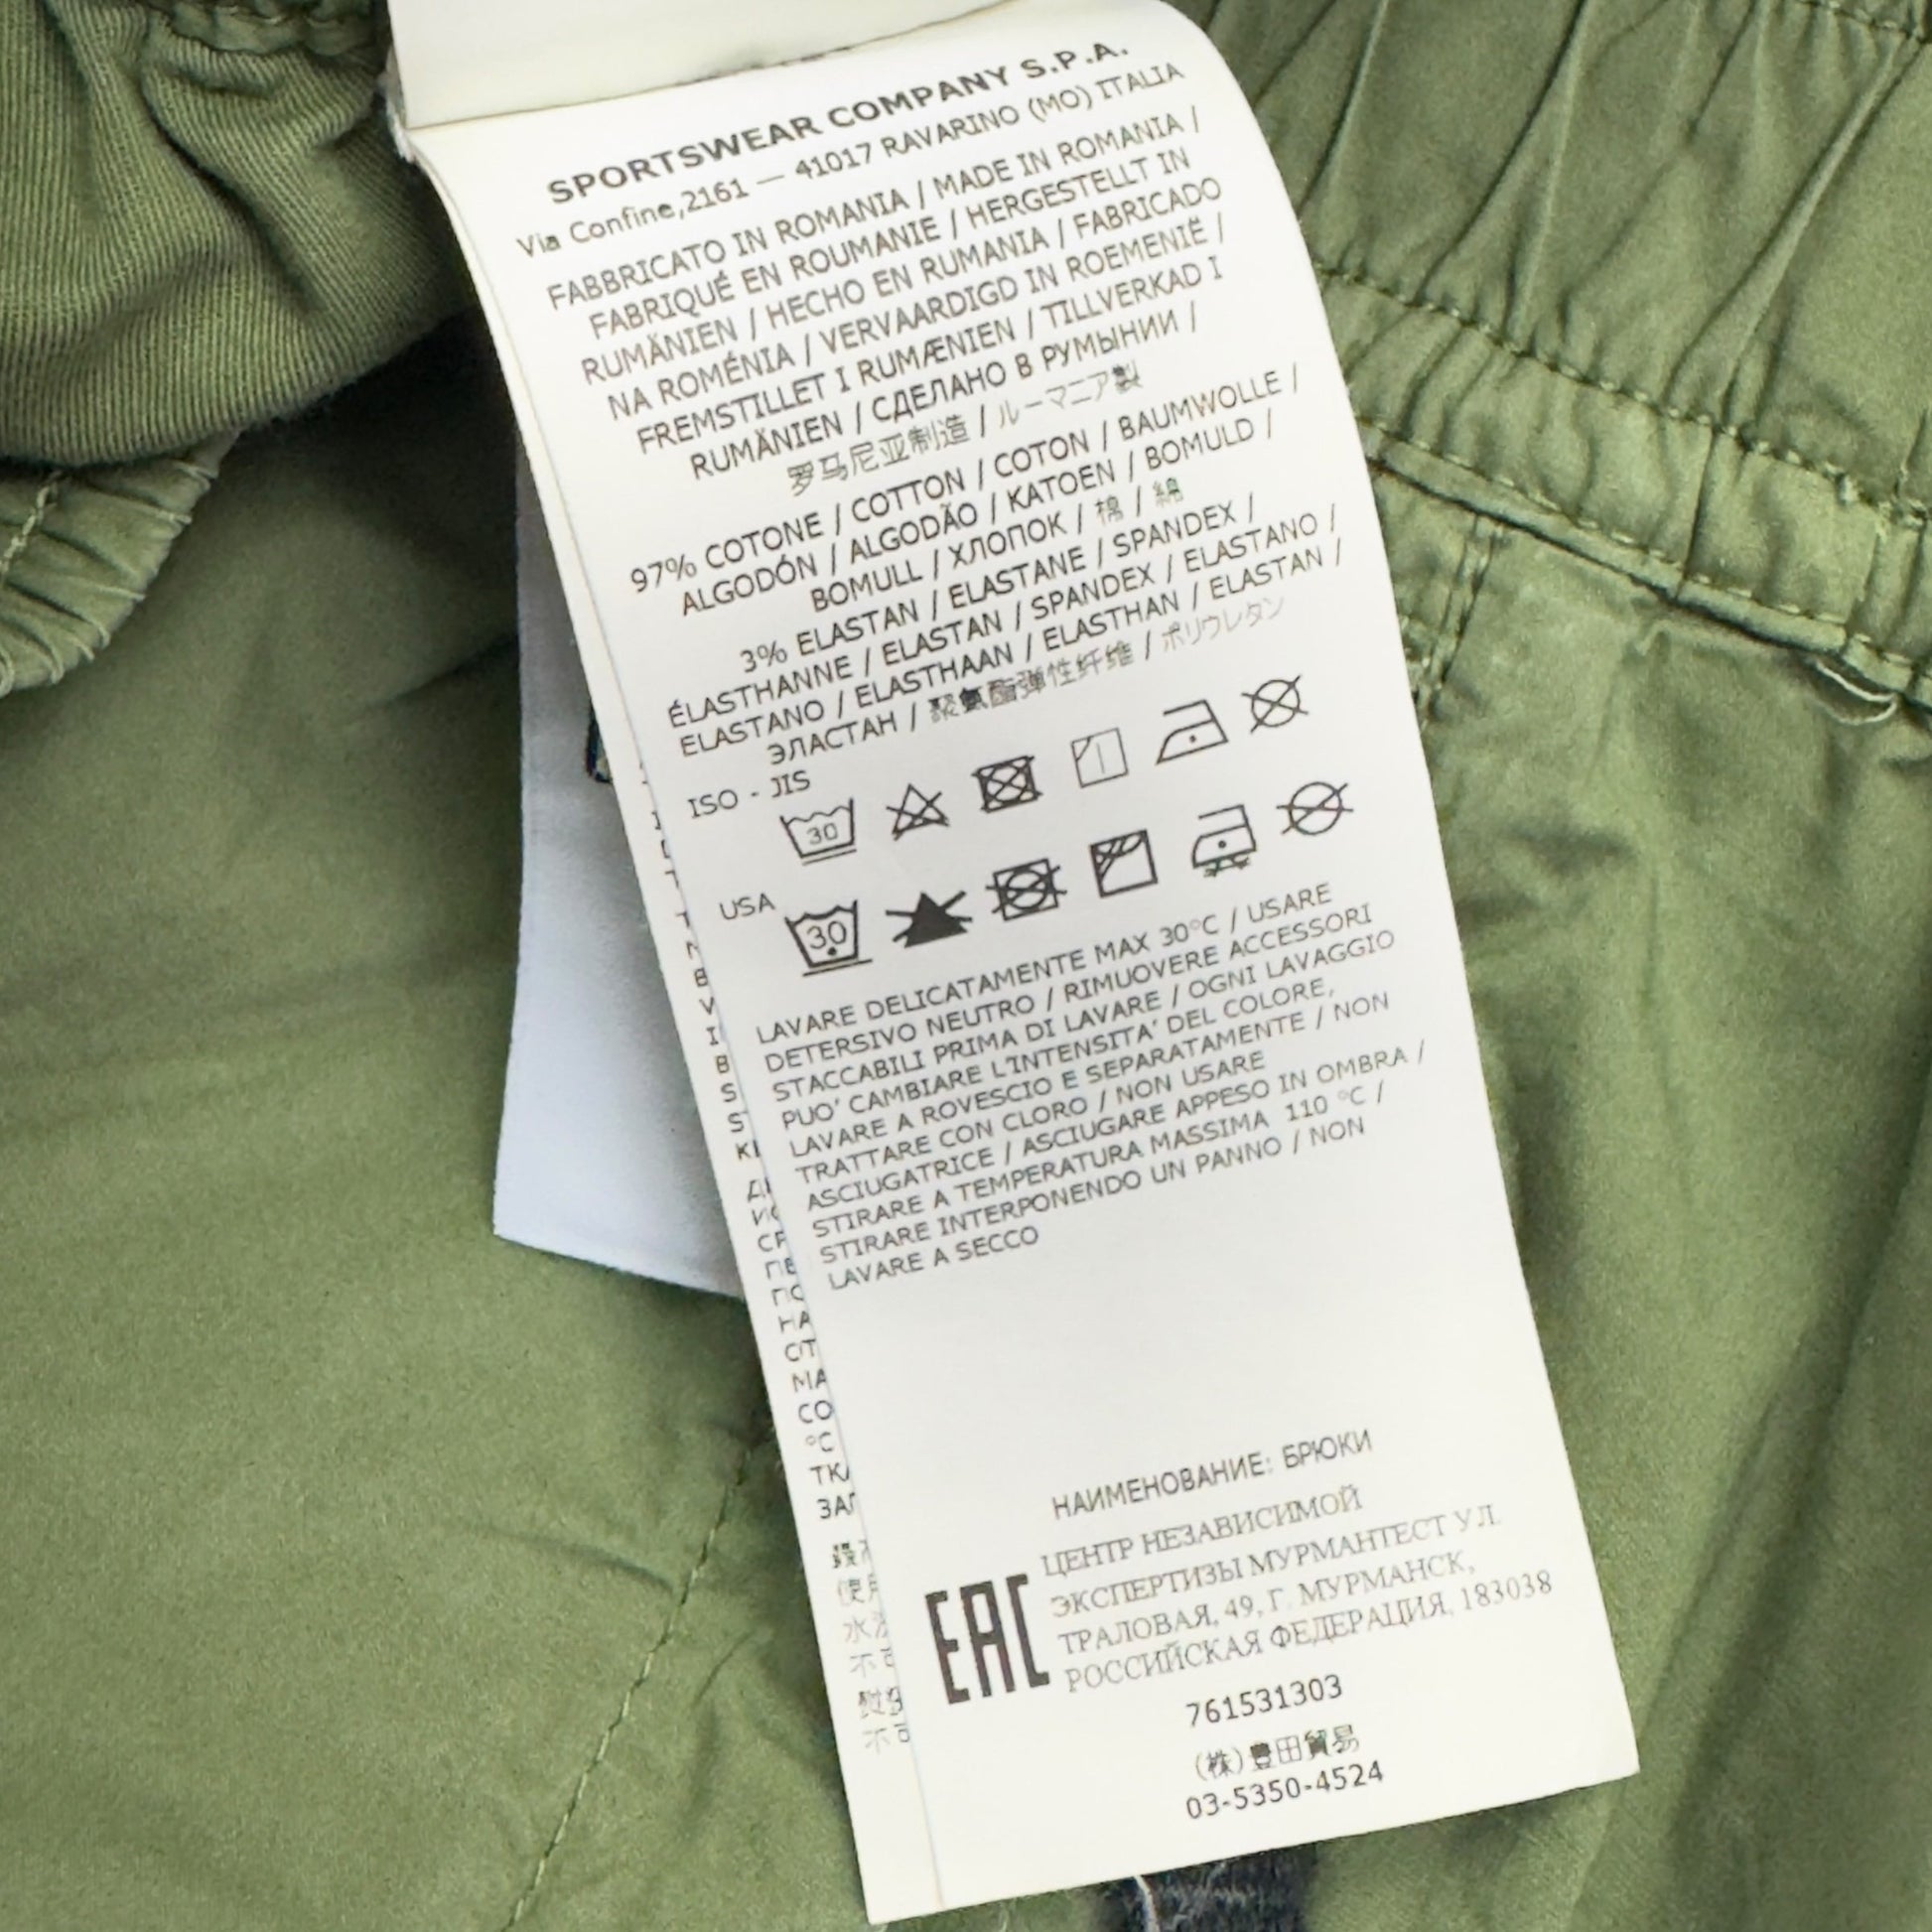 SPORTSWEAR COMPANY S.P.A.
Via Confine,2161 — 41017 RAVARINO (MO) ITALIA
FABBRICATO IN ROMANIA / MADE IN ROMANIA /
FABRIQUÉ EN ROUMANIE / HERGESTELLT IN
RUMÄNIEN / HECHO EN RUMANIA / FABRICADO
NA ROMÉNIA / VERVAARDIGD IN ROEMENIË /
FREMSTILLET I RUMÆNIEN / TILLVERKAD I
RUMÄNIEN / СДЕЛАНО В РУМЫНИИ /
罗马尼亚制造 / ルーマニア製
97% COTONE / COTTON / COTON / BAUMWOLLE /
ALGODÓN / ALGODÃO / KATOEN / BOMULD /
BOMULL / ХЛОПОК / 棉 / 綿
3% ELASTAN / ELASTANE / SPANDEX /
ÉLASTHANNE / ELASTAN / SPANDEX / ELASTANO /
ELASTANO / ELASTHAAN / ELASTHAN / ELASTAN /
ЭЛАСТАН / 聚氨酯弹性纤维 / ポリウレタン
ISO - JIS
30
USA
30
LAVARE DELICATAMENTE MAX 30°C / USARE
DETERSIVO NEUTRO / RIMUOVERE ACCESSORI
STACCABILI PRIMA DI LAVARE / OGNI LAVAGGIO
PUO' CAMBIARE L'INTENSITA' DEL COLORE,
LAVARE A ROVESCIO E SEPARATAMENTE / NON
TRATTARE CON CLORO / NON USARE
ASCIUGATRICE / ASCIUGARE APPESO IN OMBRA /
STIRARE A TEMPERATURA MASSIMA 110 °C /
STIRARE INTERPONENDO UN PANNO / NON
LAVARE A SECCO
НАИМЕНОВАНИЕ: БРЮКИ
EAC
ЦЕНТР НЕЗАВИСИМОЙ
ЭКСПЕРТИЗЫ МУРМАНТЕСТ УЛ.
ТРАЛОВАЯ, 49, Г. МУРМАНСК,
РОССИЙСКАЯ ФЕДЕРАЦИЯ, 183038
761531303
(株)豊田貿易
03-5350-4524